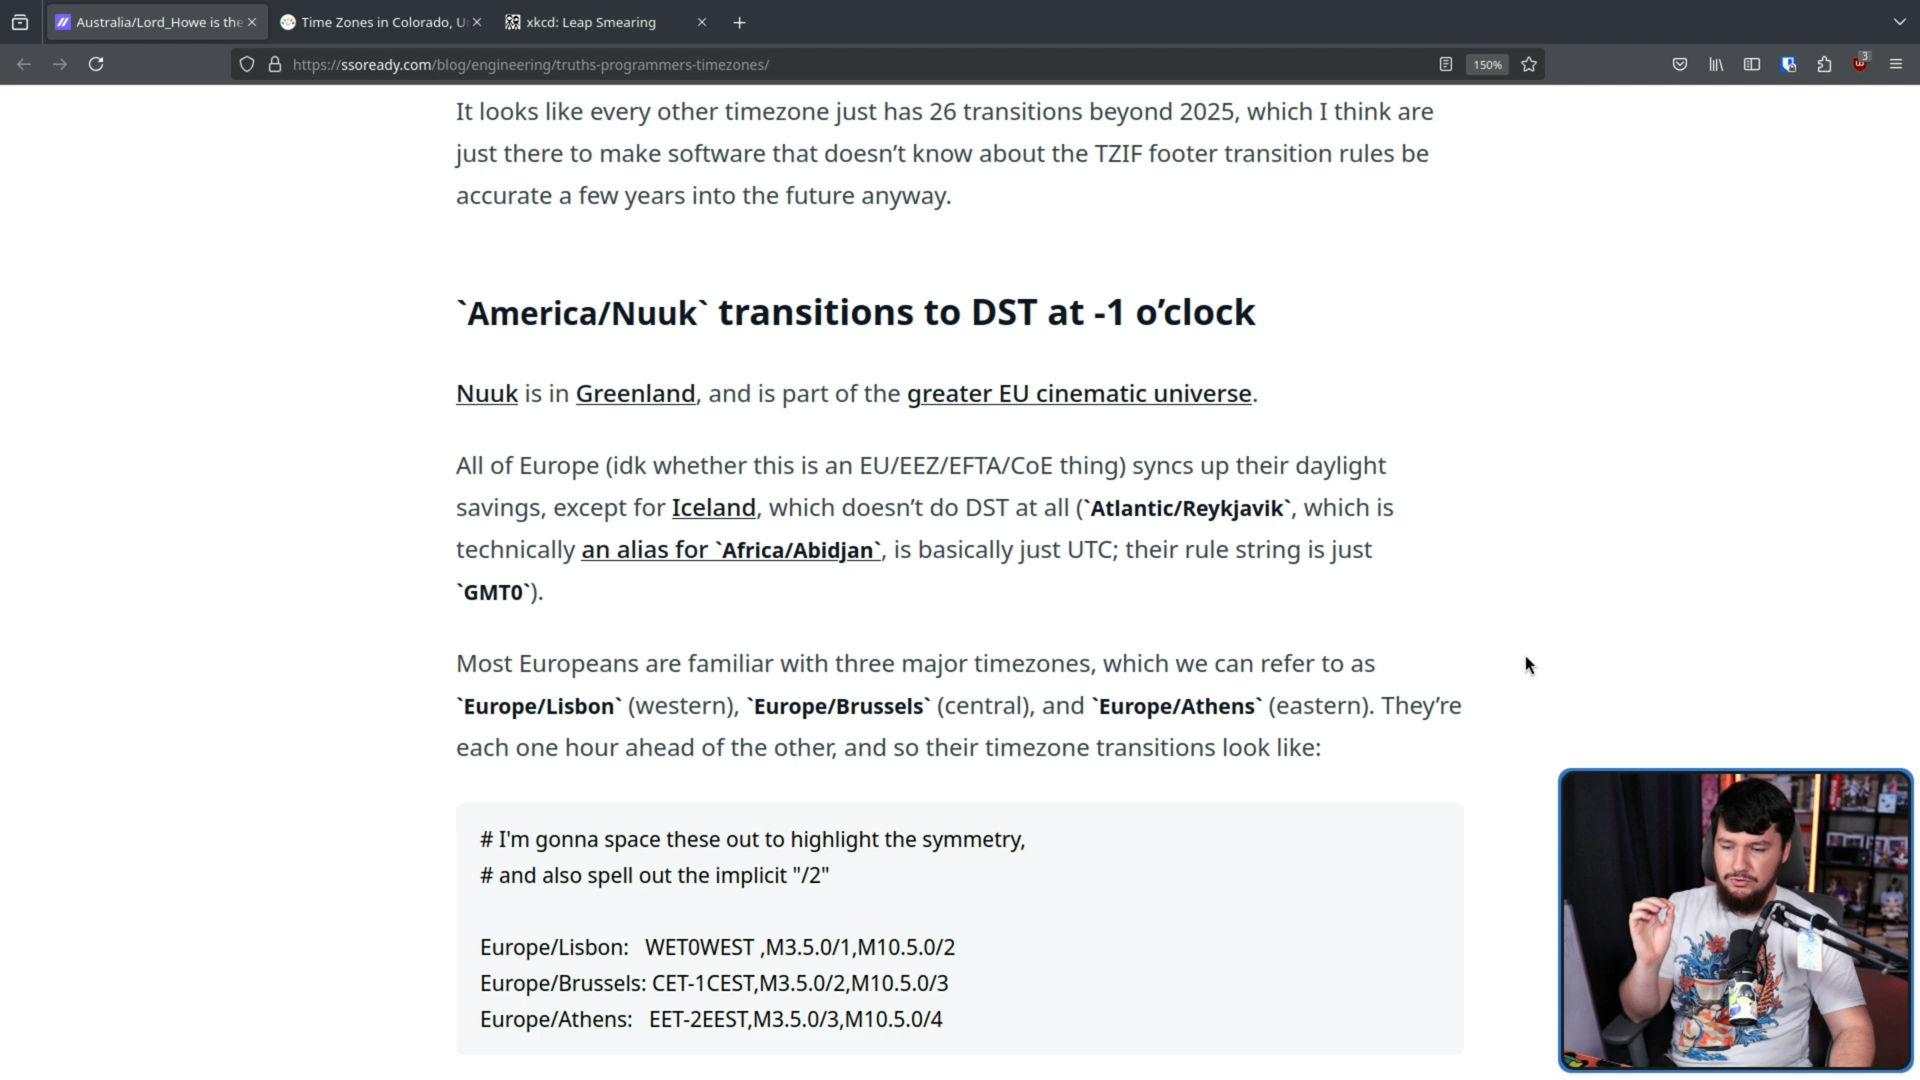 Australia/Lord_Howe is the
Time Zones in Colorado, U
xkcd: Leap Smearing
https://ssoready.com/blog/engineering/truths-programmers-timezones/
150%
3
It looks like every other timezone just has 26 transitions beyond 2025, which I think are
just there to make software that doesn’t know about the TZIF footer transition rules be
accurate a few years into the future anyway.
`America/Nuuk` transitions to DST at -1 o’clock
Nuuk is in Greenland, and is part of the greater EU cinematic universe.
All of Europe (idk whether this is an EU/EEZ/EFTA/CoE thing) syncs up their daylight
savings, except for Iceland, which doesn’t do DST at all (`Atlantic/Reykjavik`, which is
technically an alias for `Africa/Abidjan`, is basically just UTC; their rule string is just
`GMT0`).
Most Europeans are familiar with three major timezones, which we can refer to as
`Europe/Lisbon` (western), `Europe/Brussels` (central), and `Europe/Athens` (eastern). They’re
each one hour ahead of the other, and so their timezone transitions look like:
# I'm gonna space these out to highlight the symmetry,
# and also spell out the implicit "/2"
Europe/Lisbon:   WET0WEST ,M3.5.0/1,M10.5.0/2
Europe/Brussels: CET-1CEST,M3.5.0/2,M10.5.0/3
Europe/Athens:   EET-2EEST,M3.5.0/3,M10.5.0/4